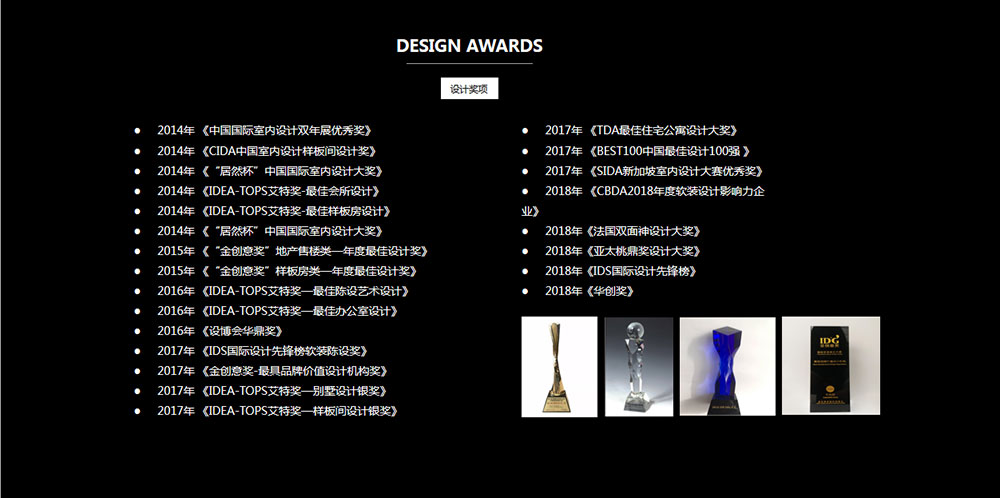 DESIGN AWARDS
设计奖项
● 2014年 《中国国际室内设计双年展优秀奖》
● 2014年 《CIDA中国室内设计样板间设计奖》
● 2014年 《“居然杯”中国国际室内设计大奖》
● 2014年 《IDEA-TOPS艾特奖-最佳会所设计》
● 2014年 《IDEA-TOPS艾特奖-最佳样板房设计》
● 2014年 《“居然杯”中国国际室内设计大奖》
● 2015年 《“金创意奖”地产售楼类—年度最佳设计奖》
● 2015年 《“金创意奖”样板房类—年度最佳设计奖》
● 2016年 《IDEA-TOPS艾特奖—最佳陈设艺术设计》
● 2016年 《IDEA-TOPS艾特奖—最佳办公室设计》
● 2016年 《设博会华鼎奖》
● 2017年 《IDS国际设计先锋榜软装陈设奖》
● 2017年 《金创意奖-最具品牌价值设计机构奖》
● 2017年 《IDEA-TOPS艾特奖—别墅设计银奖》
● 2017年 《IDEA-TOPS艾特奖—样板间设计银奖》
● 2017年 《TDA最佳住宅公寓设计大奖》
● 2017年 《BEST100中国最佳设计100强 》
● 2017年 《SIDA新加坡室内设计大赛优秀奖》
● 2018年 《CBDA2018年度软装设计影响力企
业》
● 2018年《法国双面神设计大奖》
● 2018年《亚太桃鼎奖设计大奖》
● 2018年《IDS国际设计先锋榜》
● 2018年《华创奖》